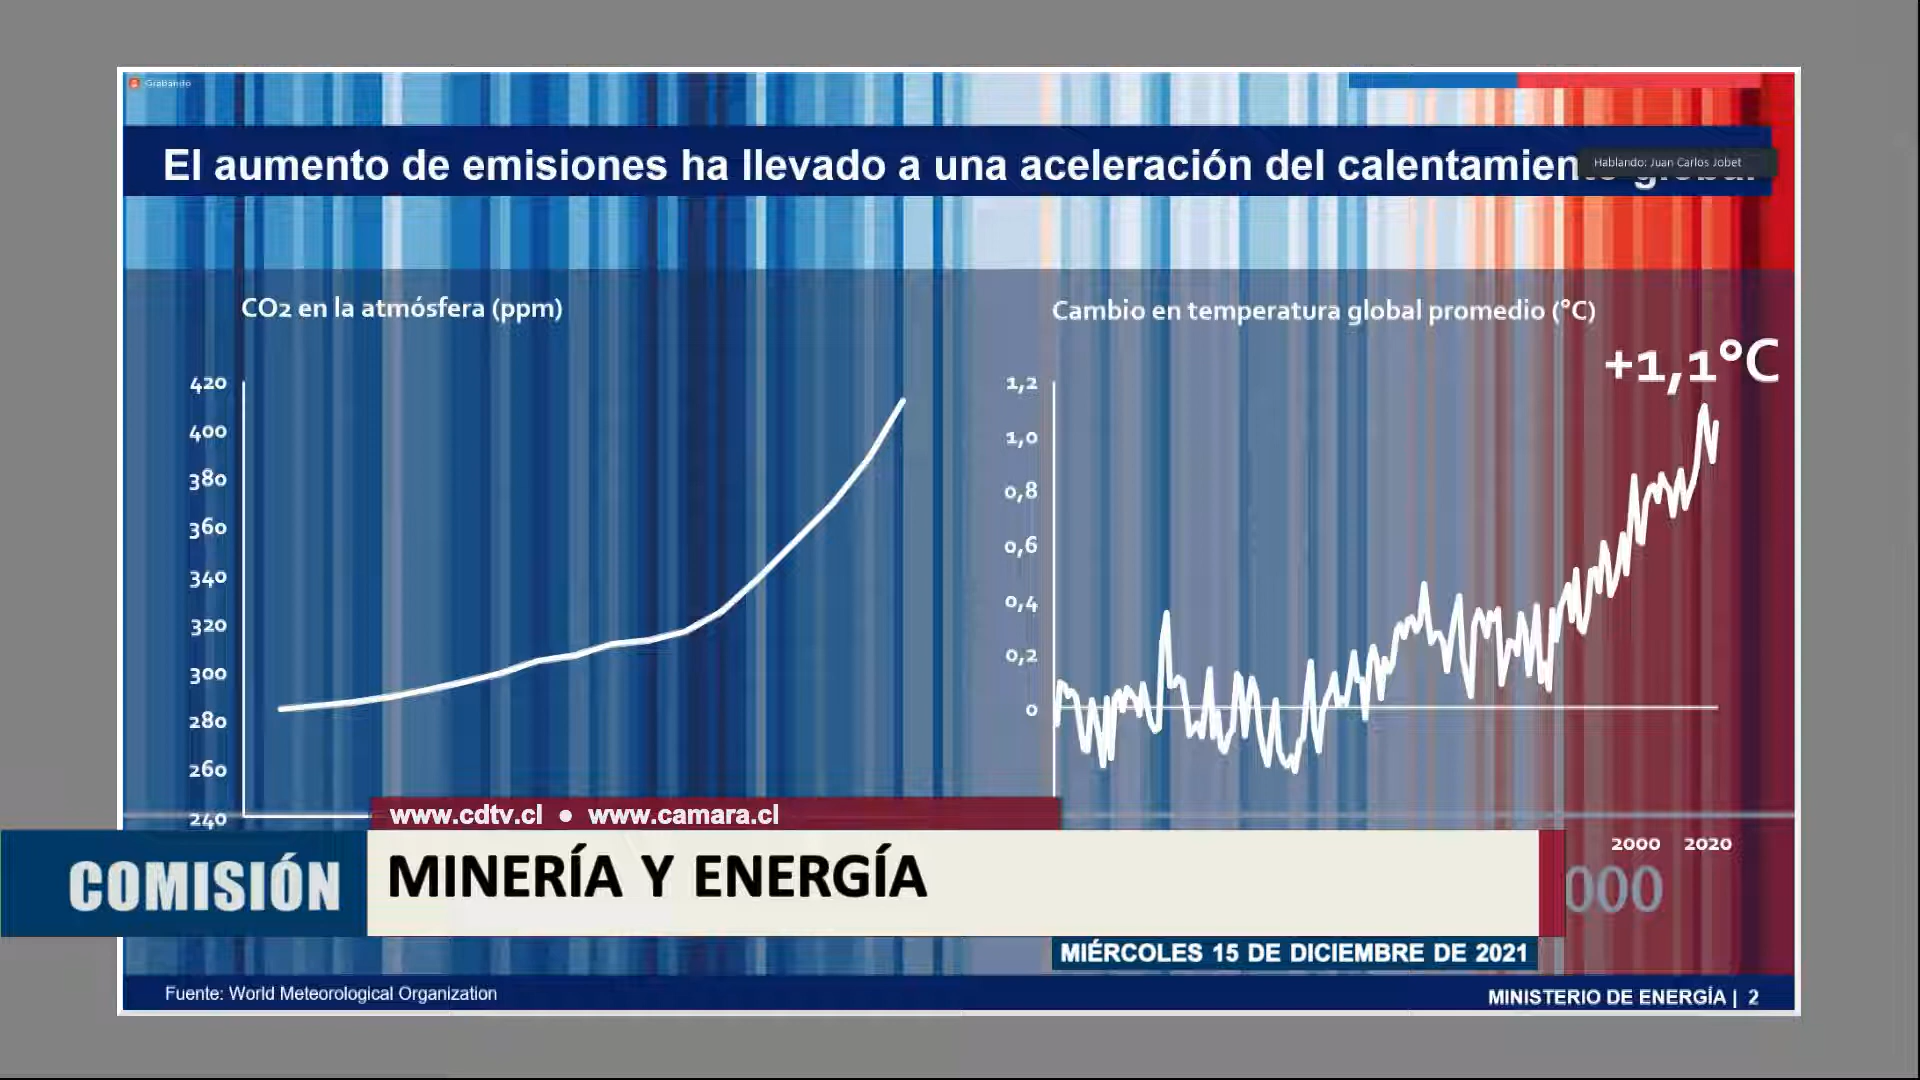 Grabando
El aumento de emisiones ha llevado a una aceleración del calentamiento global
Hablando: Juan Carlos Jobet
CO2 en la atmósfera (ppm)
420
400
380
360
340
320
300
280
260
240
Cambio en temperatura global promedio (°C)
+1,1°C
1,2
1,0
0,8
0,6
0,4
0,2
0
2000 2020
000
www.cdtv.cl • www.camara.cl
COMISIÓN
MINERÍA Y ENERGÍA
MIÉRCOLES 15 DE DICIEMBRE DE 2021
Fuente: World Meteorological Organization
MINISTERIO DE ENERGÍA | 2